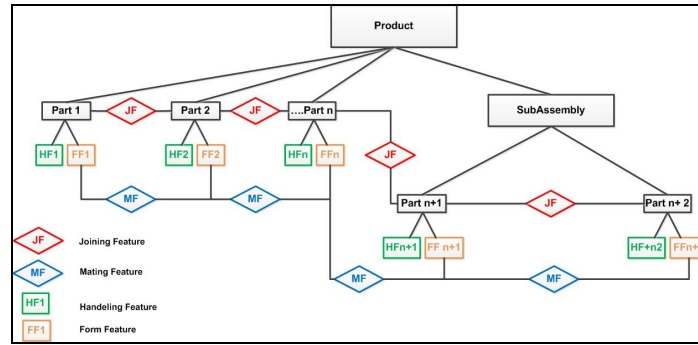 Product
Part 1
JF
Part 2
JF
....Part n
SubAssembly
HF1
FF1
HF2
FF2
HFn
FFn
JF
MF
MF
Part n+1
JF
Part n+ 2
HFn+1
FF n+1
HF+n2
FFn+
MF
MF
JF
Joining Feature
MF
Mating Feature
HF1
Handeling Feature
FF1
Form Feature